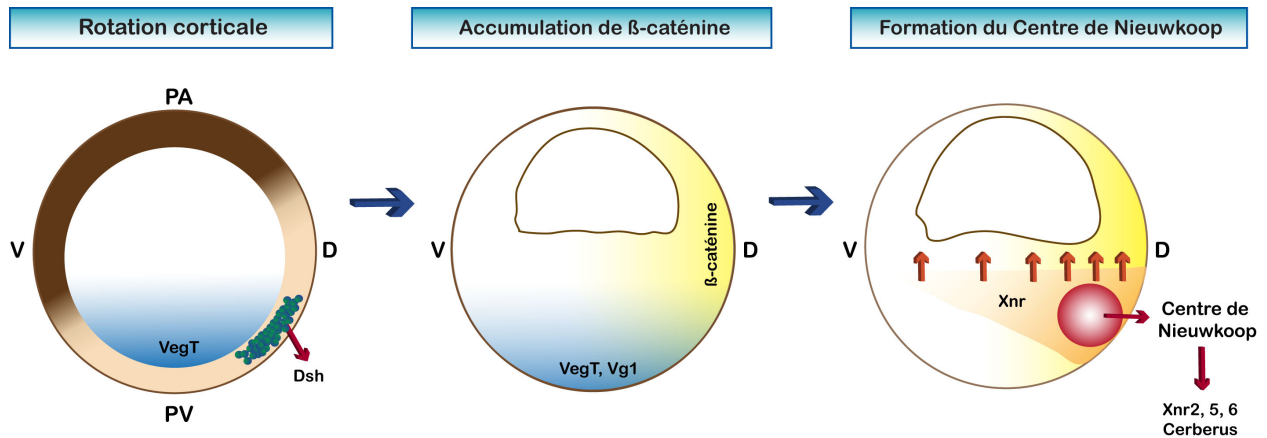 Rotation corticale
Accumulation de ß-caténine
Formation du Centre de Nieuwkoop
PA
V
D
VegT
Dsh
PV
V
D
ß-caténine
VegT, Vg1
V
D
Xnr
Centre de
Nieuwkoop
Xnr2, 5, 6
Cerberus